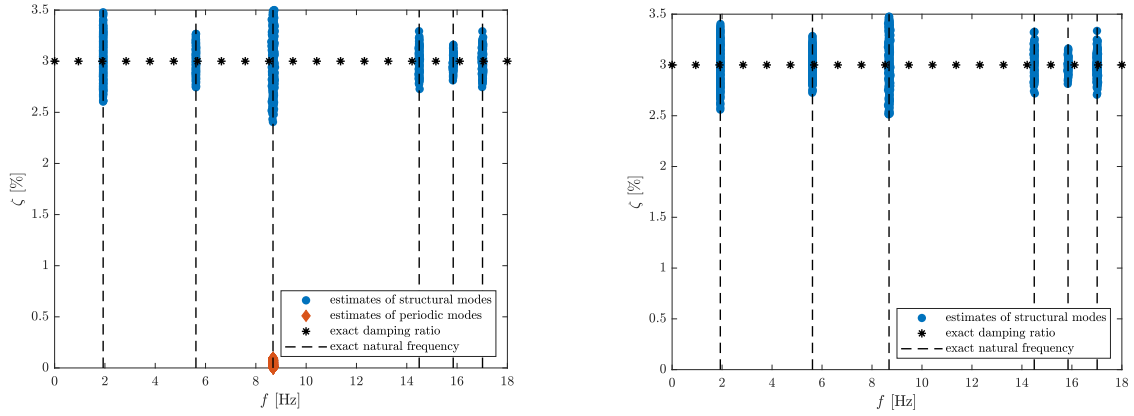 3.5
3
2.5
2
1.5
1
0.5
0
ζ [%]
estimates of structural modes
estimates of periodic modes
exact damping ratio
exact natural frequency
0 2 4 6 8 10 12 14 16 18
f [Hz]
3.5
3
2.5
2
1.5
1
0.5
0
ζ [%]
estimates of structural modes
exact damping ratio
exact natural frequency
0 2 4 6 8 10 12 14 16 18
f [Hz]